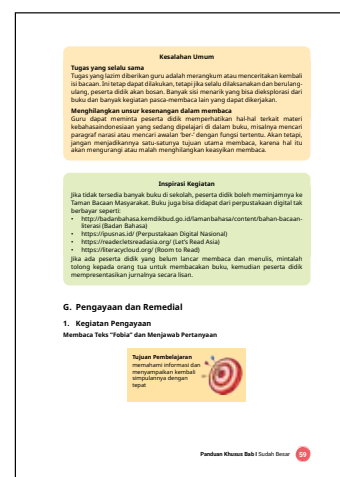 Kesalahan Umum
Tugas yang selalu sama
Tugas yang lazim diberikan guru adalah merangkum atau menceritakan kembali
isi bacaan. Ini tetap dapat dilakukan, tetapi jika selalu dilaksanakan dan berulang-
ulang, peserta didik akan bosan. Banyak sisi menarik yang bisa dieksplorasi dari
buku dan banyak kegiatan pasca-membaca lain yang dapat dikerjakan.
Menghilangkan unsur kesenangan dalam membaca
Guru dapat meminta peserta didik memperhatikan hal-hal terkait materi
kebahasaindonesiaan yang sedang dipelajari di dalam buku, misalnya mencari
paragraf narasi atau mencari awalan ‘ber-’ dengan fungsi tertentu. Akan tetapi,
jangan menjadikannya satu-satunya tujuan utama membaca, karena hal itu
akan mengurangi atau malah menghilangkan keasyikan membaca.
Inspirasi Kegiatan
Jika tidak tersedia banyak buku di sekolah, peserta didik boleh meminjamnya ke
Taman Bacaan Masyarakat. Buku juga bisa didapat dari perpustakaan digital tak
berbayar seperti:
• http://badanbahasa.kemdikbud.go.id/lamanbahasa/content/bahan-bacaan-
literasi (Badan Bahasa)
• https://ipusnas.id/ (Perpustakaan Digital Nasional)
• https://reader.letsreadasia.org/ (Let’s Read Asia)
• https://literacycloud.org/ (Room to Read)
Jika ada peserta didik yang belum lancar membaca dan menulis, mintalah
tolong kepada orang tua untuk membacakan buku, kemudian peserta didik
mempresentasikan jurnalnya secara lisan.
G. Pengayaan dan Remedial
1. Kegiatan Pengayaan
Membaca Teks “Fobia” dan Menjawab Pertanyaan
Tujuan Pembelajaran
memahami informasi dan
menyampaikan kembali
simpulannya dengan
tepat
Panduan Khusus Bab I Sudah Besar 59